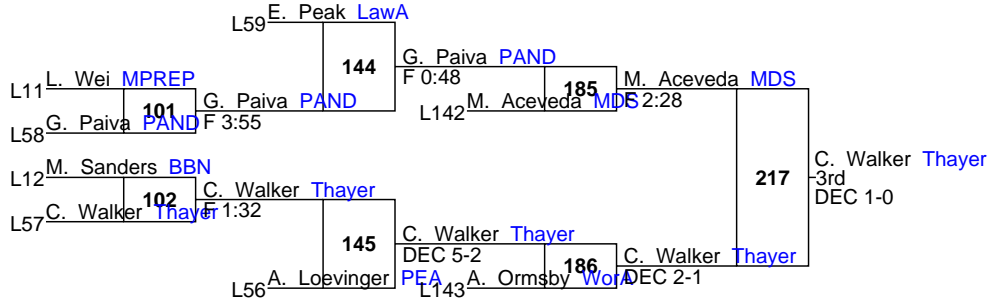 L59 E. Peak LawA
144
G. Paiva PAND
F 0:48
185
M. Aceveda MDS
F 2:28
L11 L. Wei MPREP
101
G. Paiva PAND
F 3:55
L142 M. Aceveda MDS
L58 G. Paiva PAND
L12 M. Sanders BBN
102
C. Walker Thayer
F 1:32
217
C. Walker Thayer
3rd
DEC 1-0
L57 C. Walker Thayer
145
C. Walker Thayer
DEC 5-2
186
C. Walker Thayer
DEC 2-1
L56 A. Loevinger PEA
L143 A. Ormsby WorA